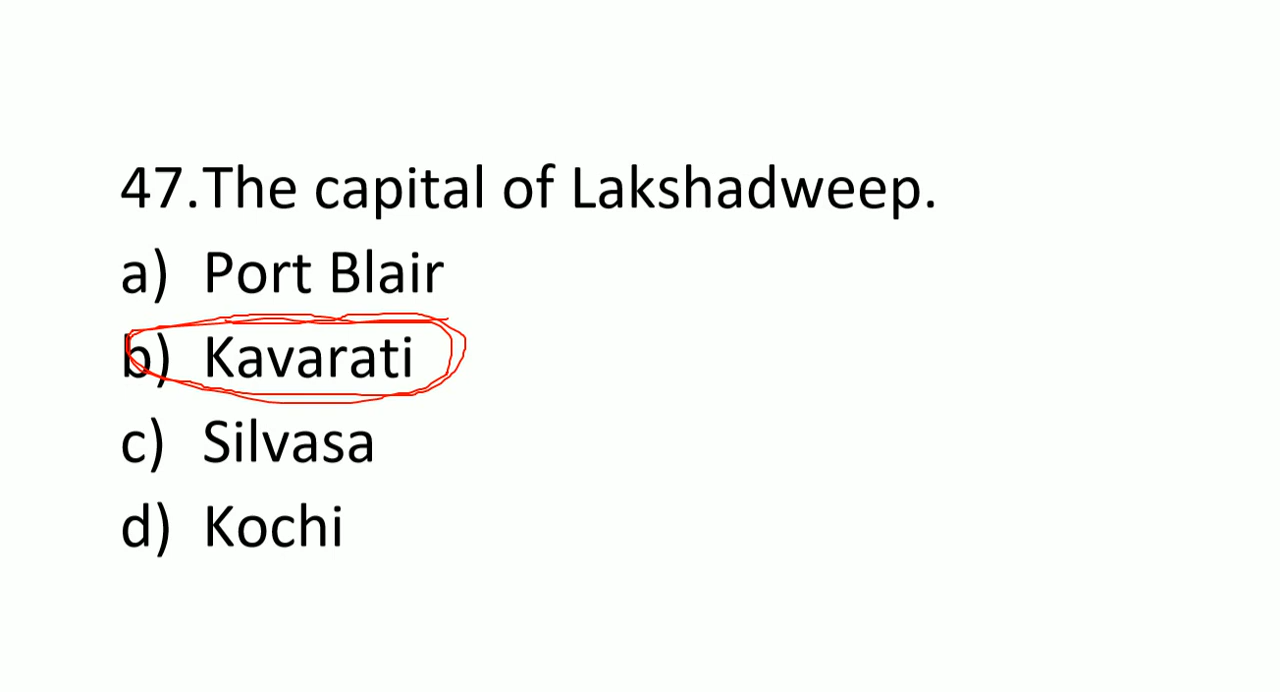 47.The capital of Lakshadweep.
a) Port Blair
b) Kavarati
c) Silvasa
d) Kochi